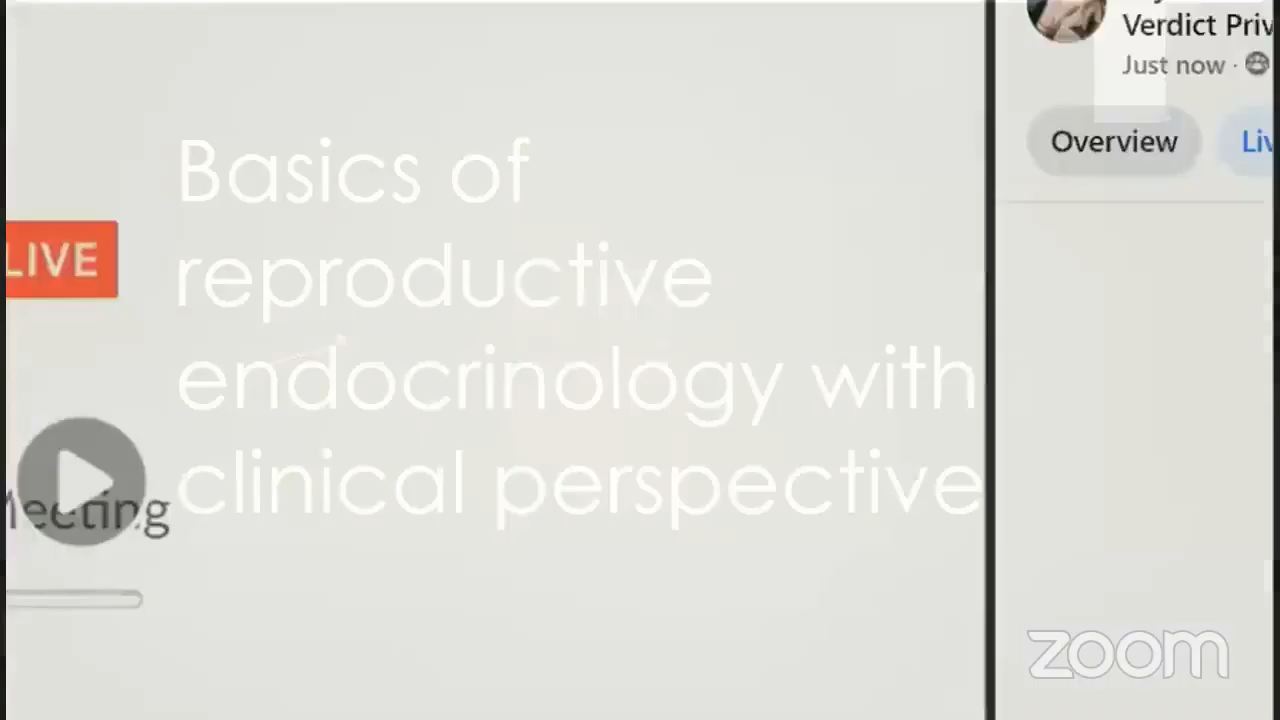 Verdict Priv
Just now ·
Overview
Liv
Basics of
reproductive
endocrinology with
clinical perspective
LIVE
Meeting
zoom